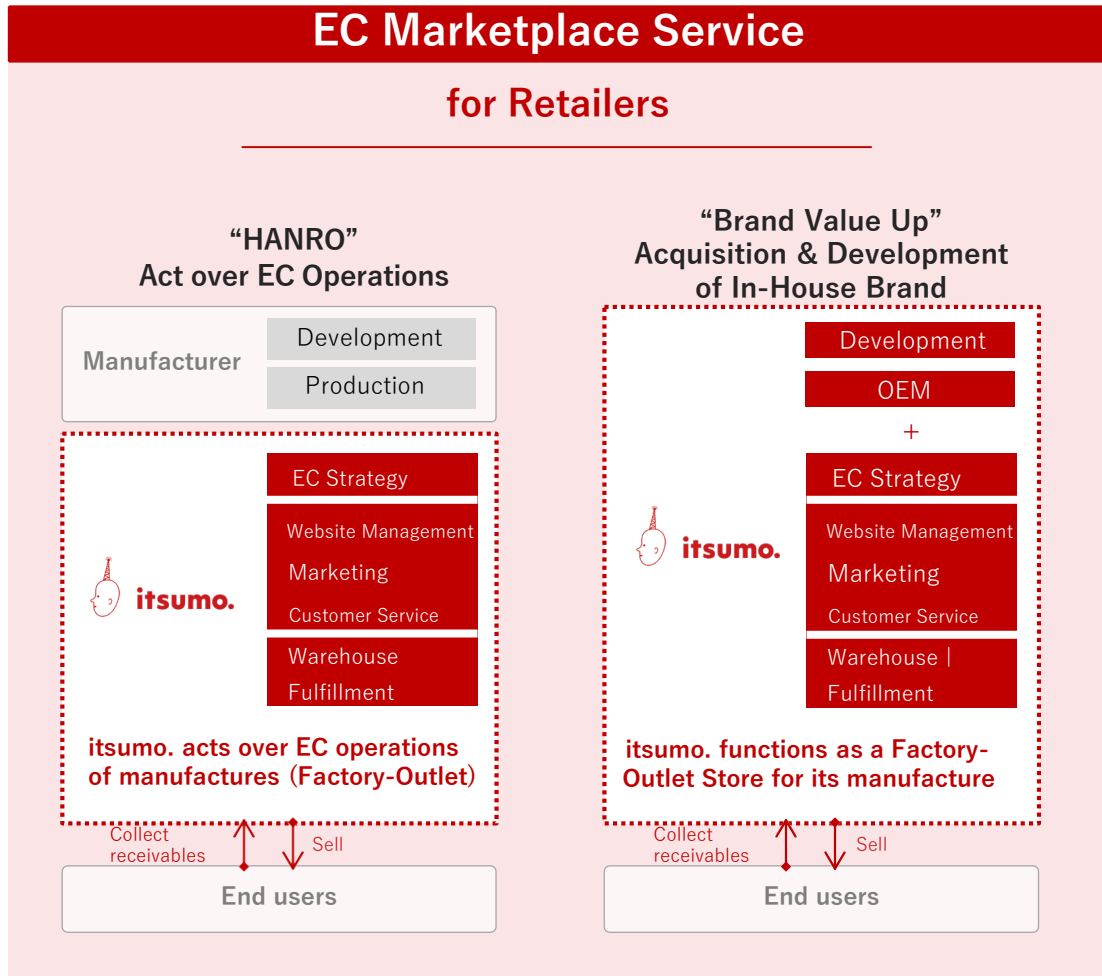 EC Marketplace Service
for Retailers
“HANRO”
Act over EC Operations
Manufacturer
Development
Production
itsumo.
EC Strategy
Website Management
Marketing
Customer Service
Warehouse
Fulfillment
itsumo. acts over EC operations
of manufactures (Factory-Outlet)
Collect
receivables
Sell
End users
“Brand Value Up”
Acquisition & Development
of In-House Brand
Development
OEM
+
itsumo.
EC Strategy
Website Management
Marketing
Customer Service
Warehouse |
Fulfillment
itsumo. functions as a Factory-
Outlet Store for its manufacture
Collect
receivables
Sell
End users